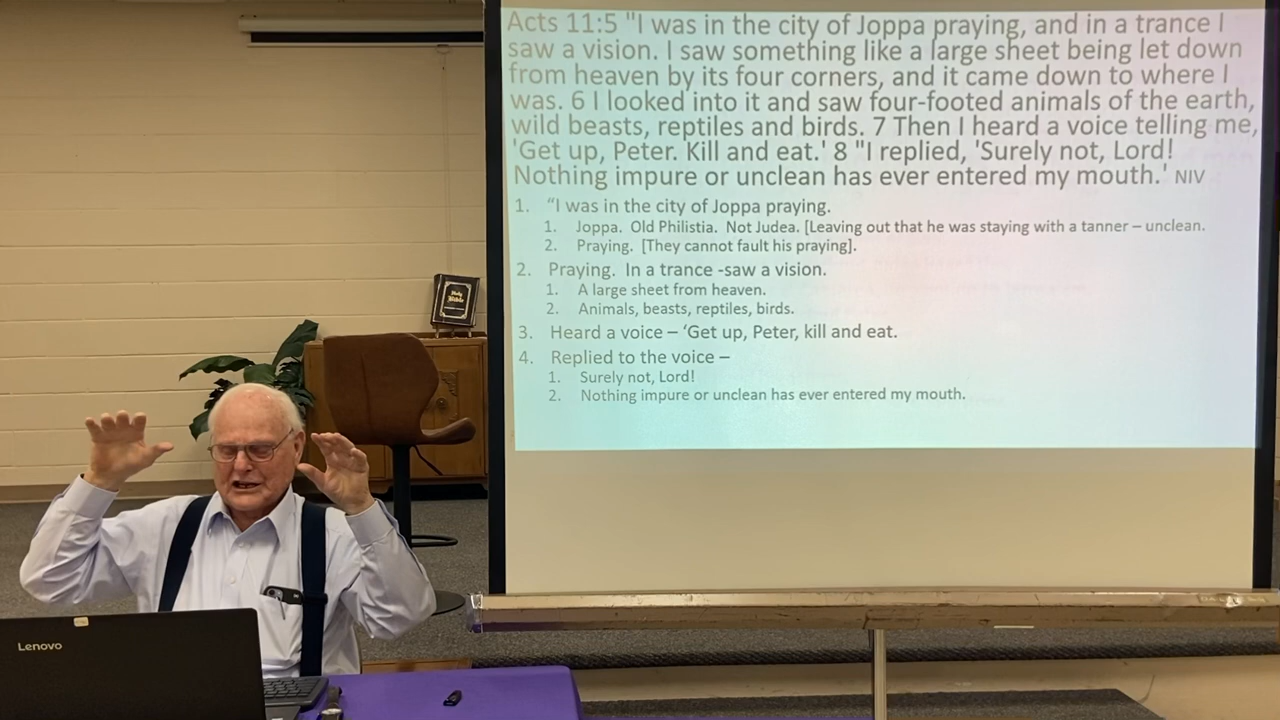 Acts 11:5 "I was in the city of Joppa praying, and in a trance I
saw a vision. I saw something like a large sheet being let down
from heaven by its four corners, and it came down to where I
was. 6 I looked into it and saw four-footed animals of the earth,
wild beasts, reptiles and birds. 7 Then I heard a voice telling me,
'Get up, Peter. Kill and eat.' 8 "I replied, 'Surely not, Lord!
Nothing impure or unclean has ever entered my mouth.' NIV
1. “I was in the city of Joppa praying.
1. Joppa. Old Philistia. Not Judea. [Leaving out that he was staying with a tanner – unclean.
2. Praying. [They cannot fault his praying].
2. Praying. In a trance -saw a vision.
1. A large sheet from heaven.
2. Animals, beasts, reptiles, birds.
3. Heard a voice – ‘Get up, Peter, kill and eat.
4. Replied to the voice –
1. Surely not, Lord!
2. Nothing impure or unclean has ever entered my mouth.
Holy
Bible
Lenovo